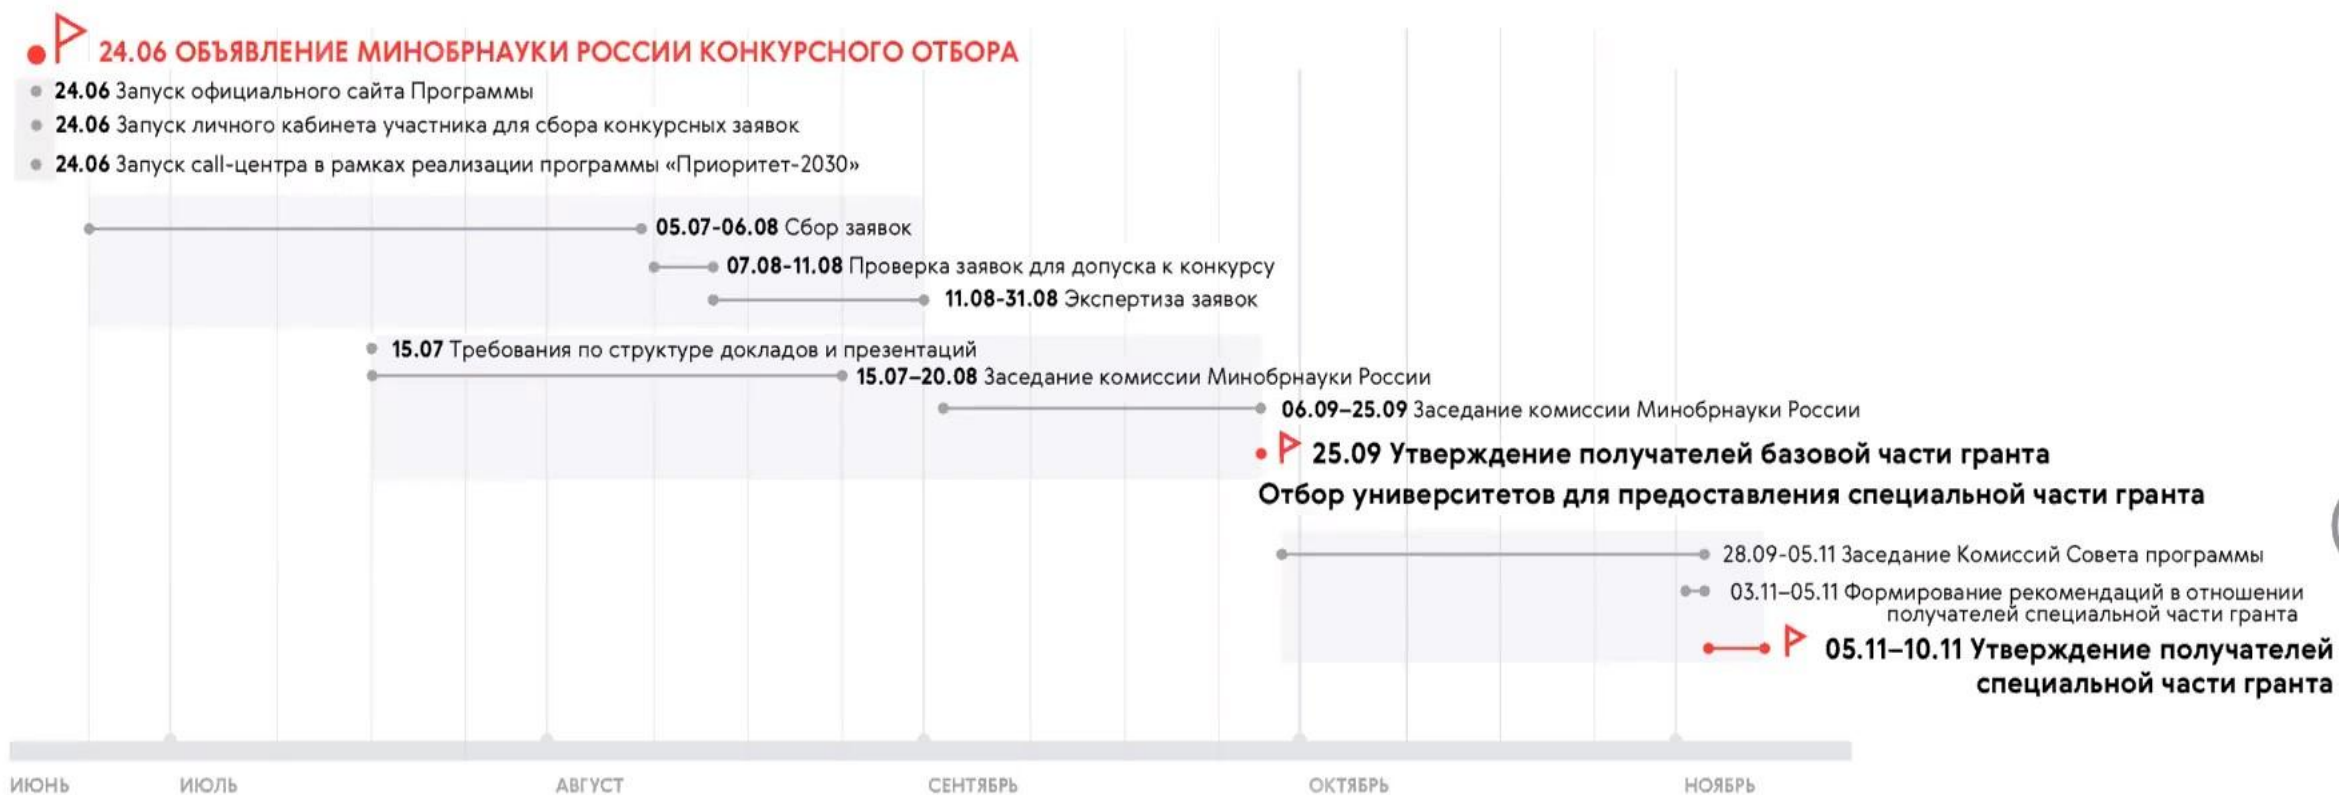 24.06 ОБЪЯВЛЕНИЕ МИНОБРНАУКИ РОССИИ КОНКУРСНОГО ОТБОРА
24.06 Запуск официального сайта Программы
24.06 Запуск личного кабинета участника для сбора конкурсных заявок
24.06 Запуск call-центра в рамках реализации программы «Приоритет-2030»
05.07-06.08 Сбор заявок
07.08-11.08 Проверка заявок для допуска к конкурсу
11.08-31.08 Экспертиза заявок
15.07 Требования по структуре докладов и презентаций
15.07–20.08 Заседание комиссии Минобрнауки России
06.09–25.09 Заседание комиссии Минобрнауки России
25.09 Утверждение получателей базовой части гранта
Отбор университетов для предоставления специальной части гранта
28.09-05.11 Заседание Комиссий Совета программы
03.11–05.11 Формирование рекомендаций в отношении
получателей специальной части гранта
05.11–10.11 Утверждение получателей
специальной части гранта
ИЮНЬ ИЮЛЬ АВГУСТ СЕНТЯБРЬ ОКТЯБРЬ НОЯБРЬ